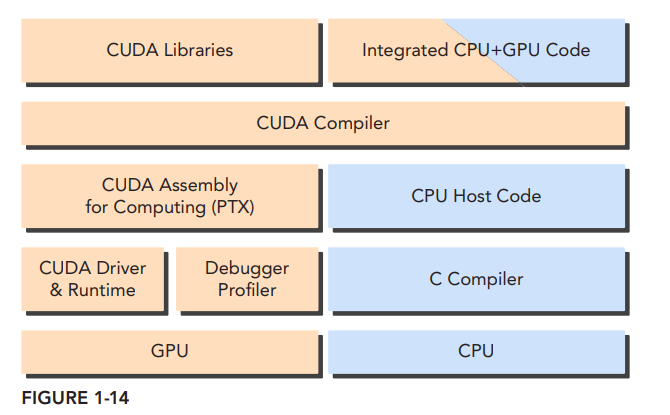 CUDA Libraries
Integrated CPU+GPU Code
CUDA Compiler
CUDA Assembly
for Computing (PTX)
CPU Host Code
CUDA Driver
& Runtime
Debugger
Profiler
C Compiler
GPU
CPU
FIGURE 1-14